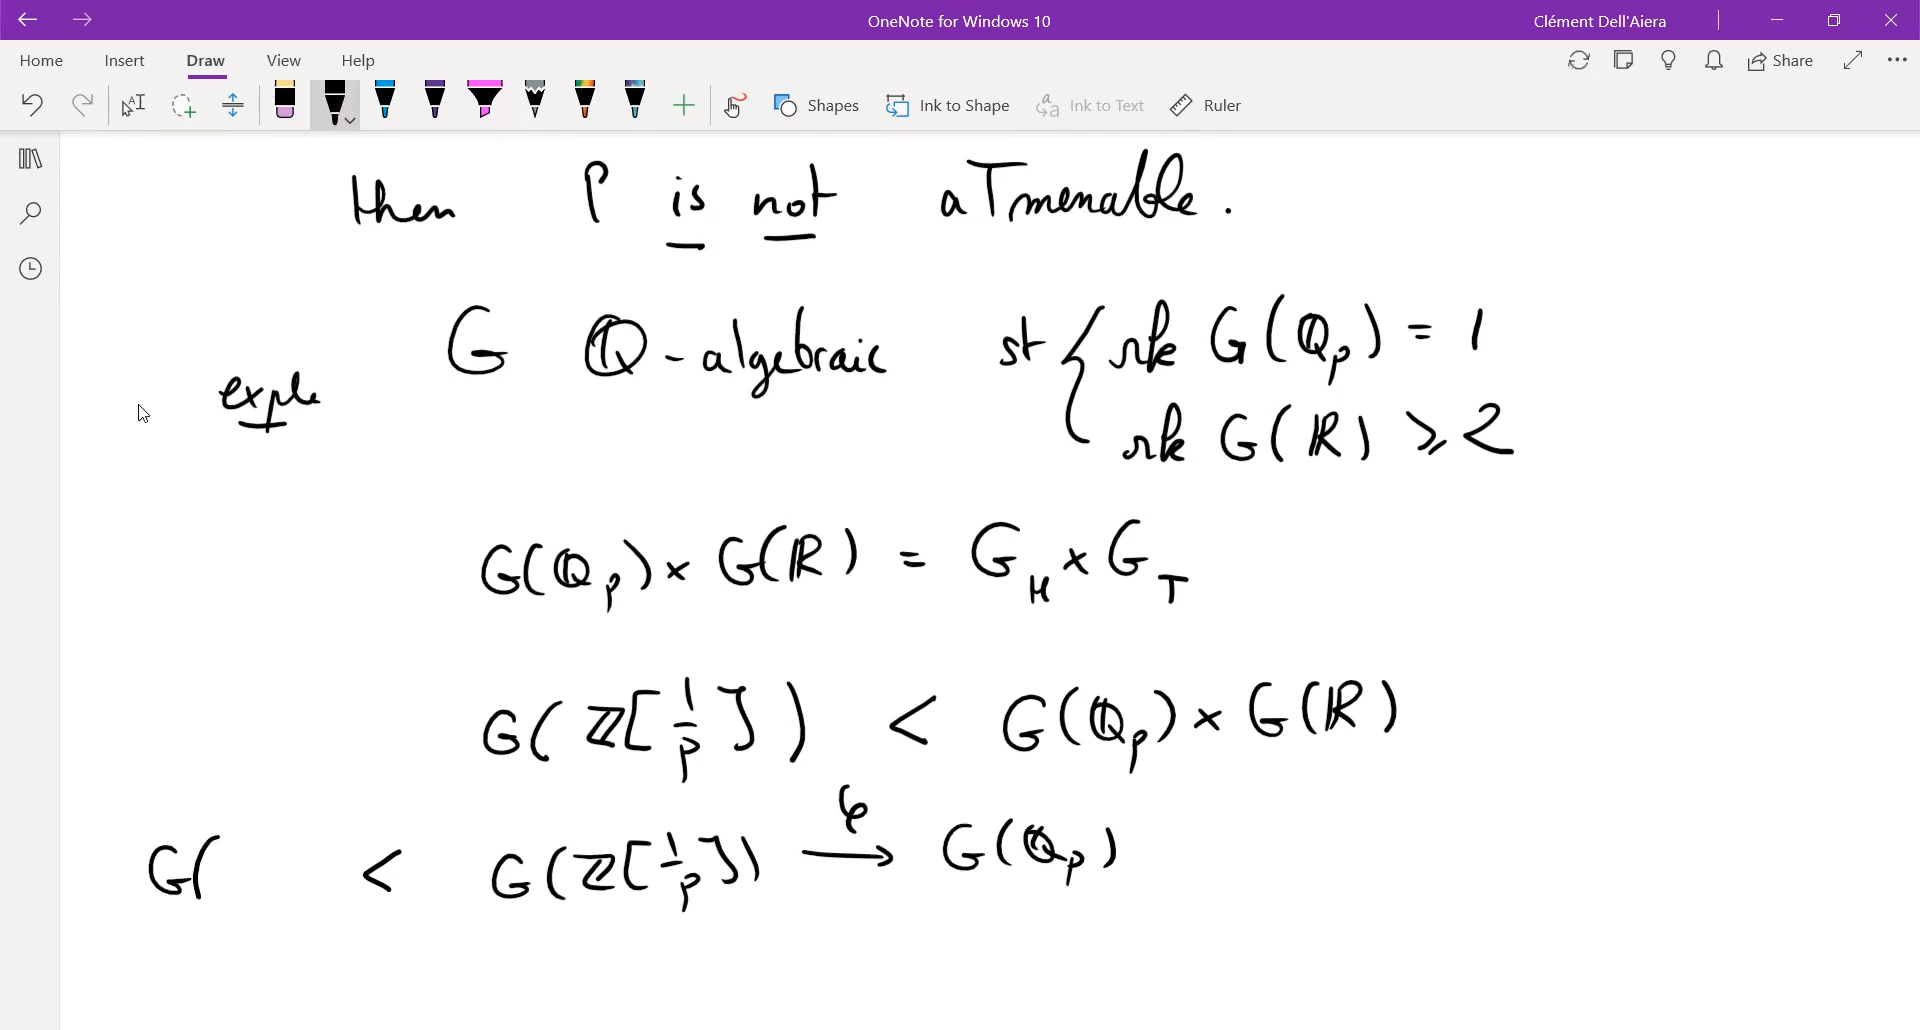 OneNote for Windows 10
Clément Dell'Aiera
Home Insert Draw View Help
Share
Shapes Ink to Shape Ink to Text Ruler
then Γ is not aTmenable.
exple G ℚ-algebraic st { rk G(ℚ_p) = 1
rk G(ℝ) ≥ 2
G(ℚ_p) × G(ℝ) = G_H × G_T
G(ℤ[1/p]) < G(ℚ_p) × G(ℝ)
G( < G(ℤ[1/p]) —φ→ G(ℚ_p)